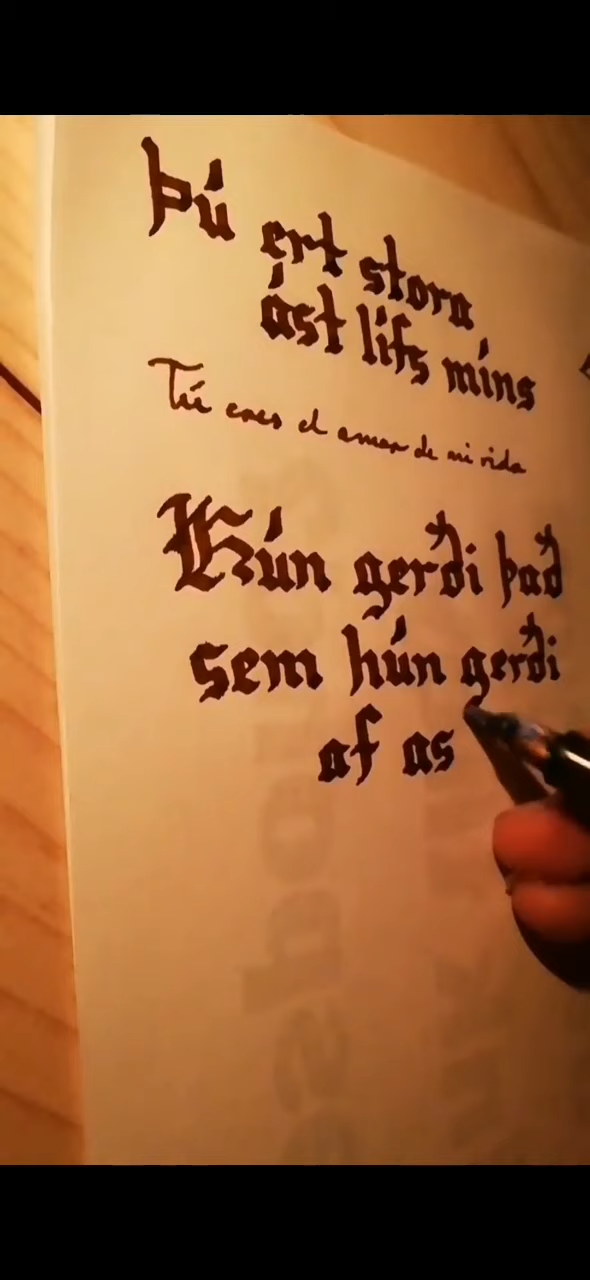 Þú ert stora
ást lífs míns
Tú eres el amor de mi vida
Hún gerði það
sem hún gerði
af as